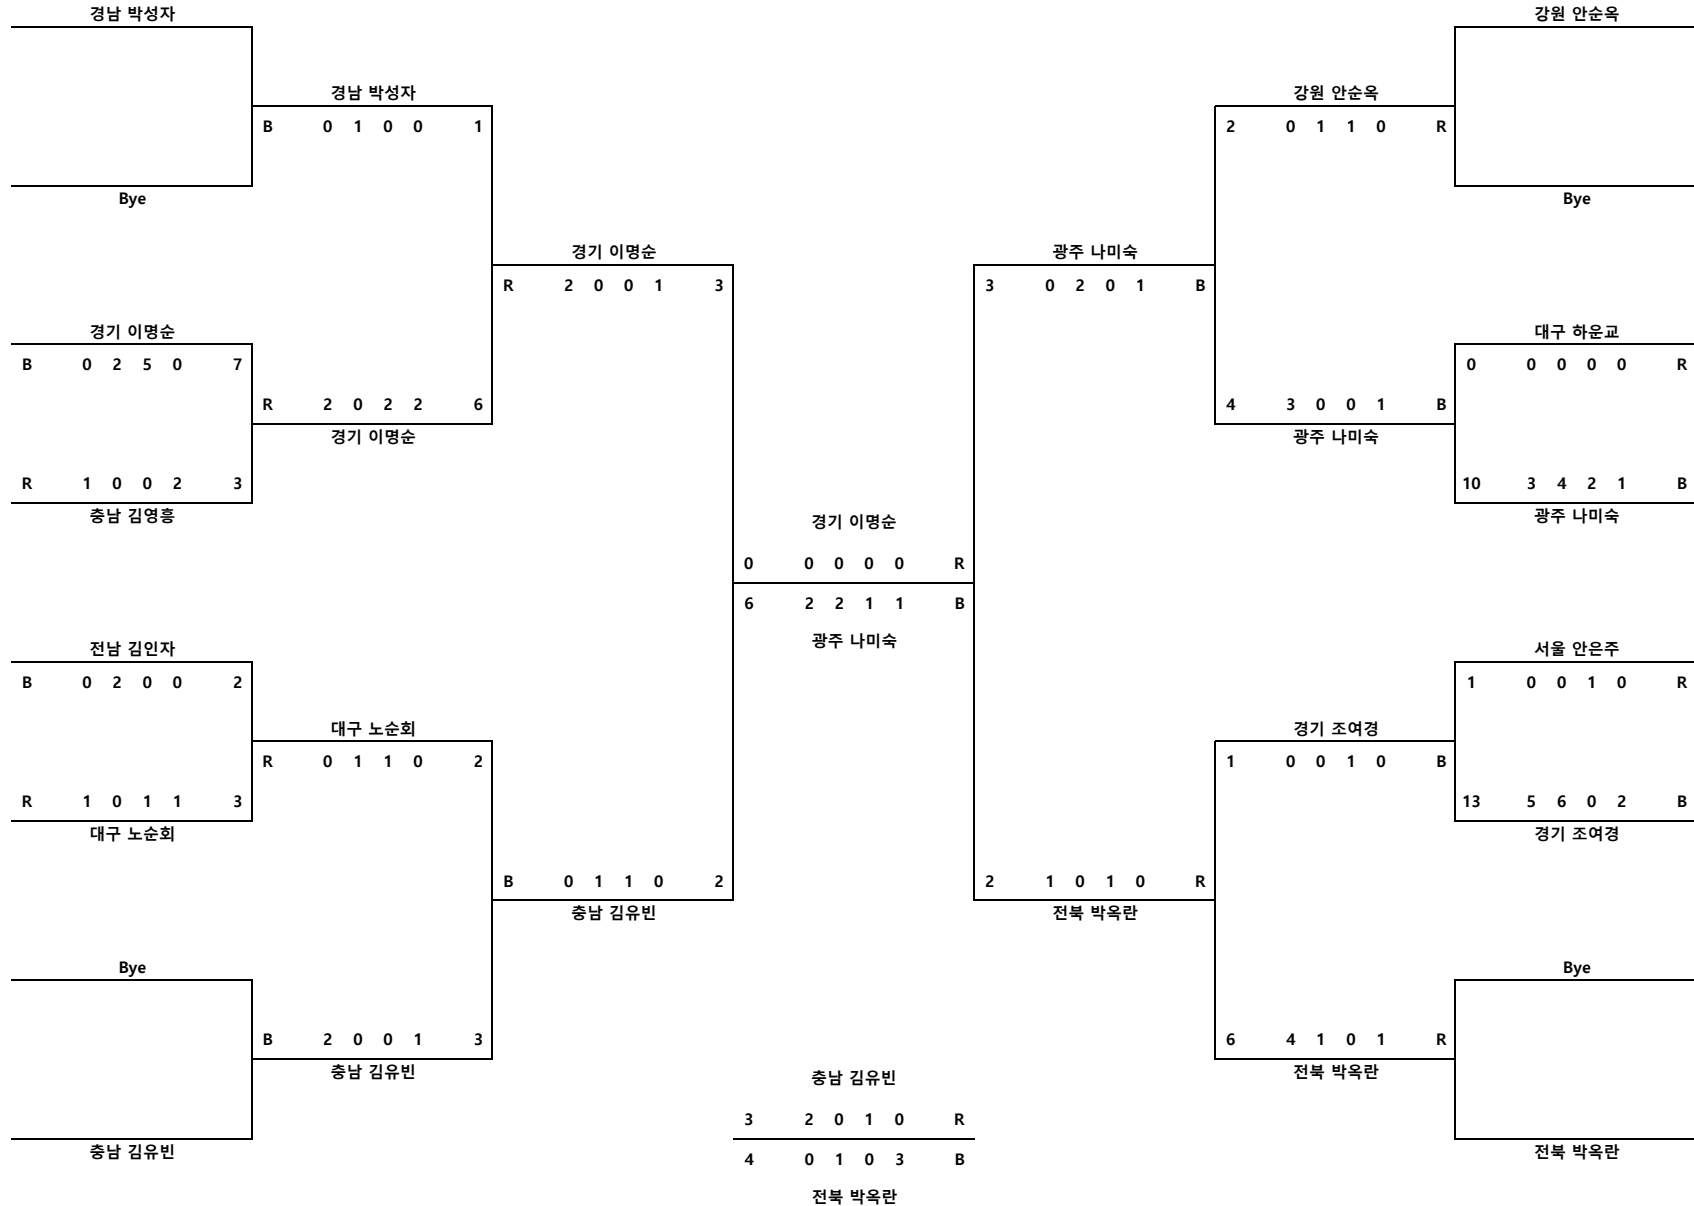 경남 박성자
강원 안순옥
경남 박성자
강원 안순옥
B 0 1 0 0 1
2 0 1 1 0 R
Bye
Bye
경기 이명순
광주 나미숙
R 2 0 0 1 3
3 0 2 0 1 B
경기 이명순
대구 하운교
B 0 2 5 0 7
0 0 0 0 0 R
R 2 0 2 2 6
4 3 0 0 1 B
경기 이명순
광주 나미숙
R 1 0 0 2 3
10 3 4 2 1 B
충남 김영흥
광주 나미숙
경기 이명순
0 0 0 0 0 R
6 2 2 1 1 B
광주 나미숙
전남 김인자
서울 안은주
B 0 2 0 0 2
1 0 0 1 0 R
대구 노순회
경기 조여경
R 0 1 1 0 2
1 0 0 1 0 B
R 1 0 1 1 3
13 5 6 0 2 B
대구 노순회
경기 조여경
B 0 1 1 0 2
2 1 0 1 0 R
충남 김유빈
전북 박옥란
Bye
Bye
B 2 0 0 1 3
6 4 1 0 1 R
충남 김유빈
전북 박옥란
충남 김유빈
3 2 0 1 0 R
충남 김유빈
전북 박옥란
4 0 1 0 3 B
전북 박옥란